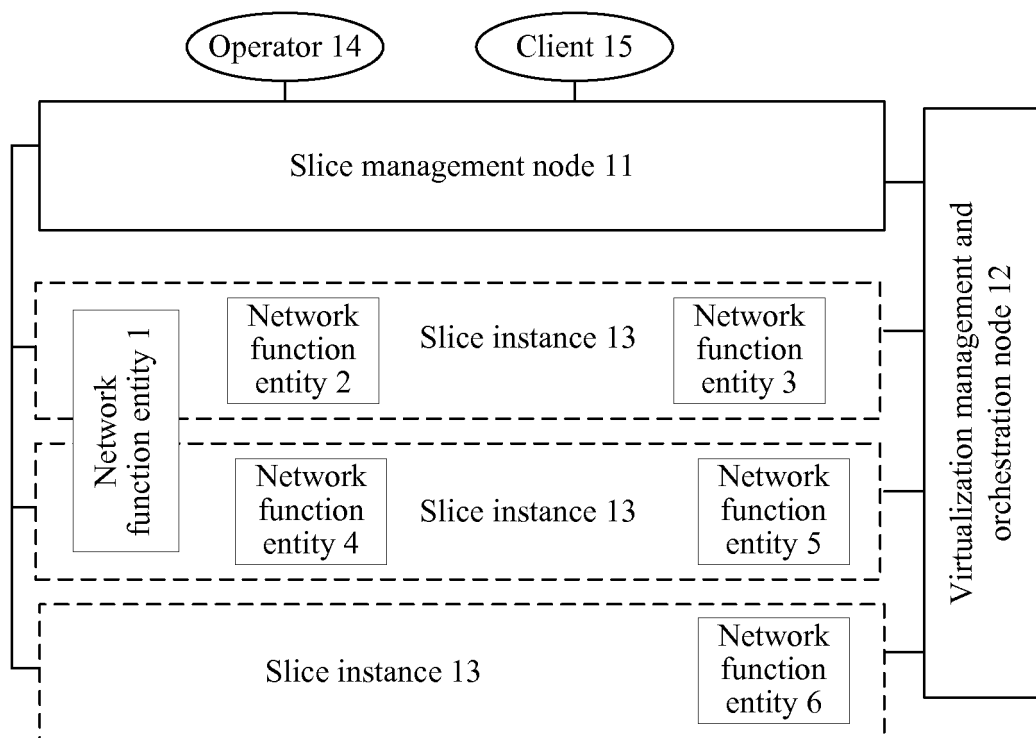 Operator 14
Client 15
Slice management node 11
Virtualization management and
orchestration node 12
Network
function entity 1
Network
function
entity 2
Slice instance 13
Network
function
entity 3
Network
function
entity 4
Slice instance 13
Network
function
entity 5
Slice instance 13
Network
function
entity 6